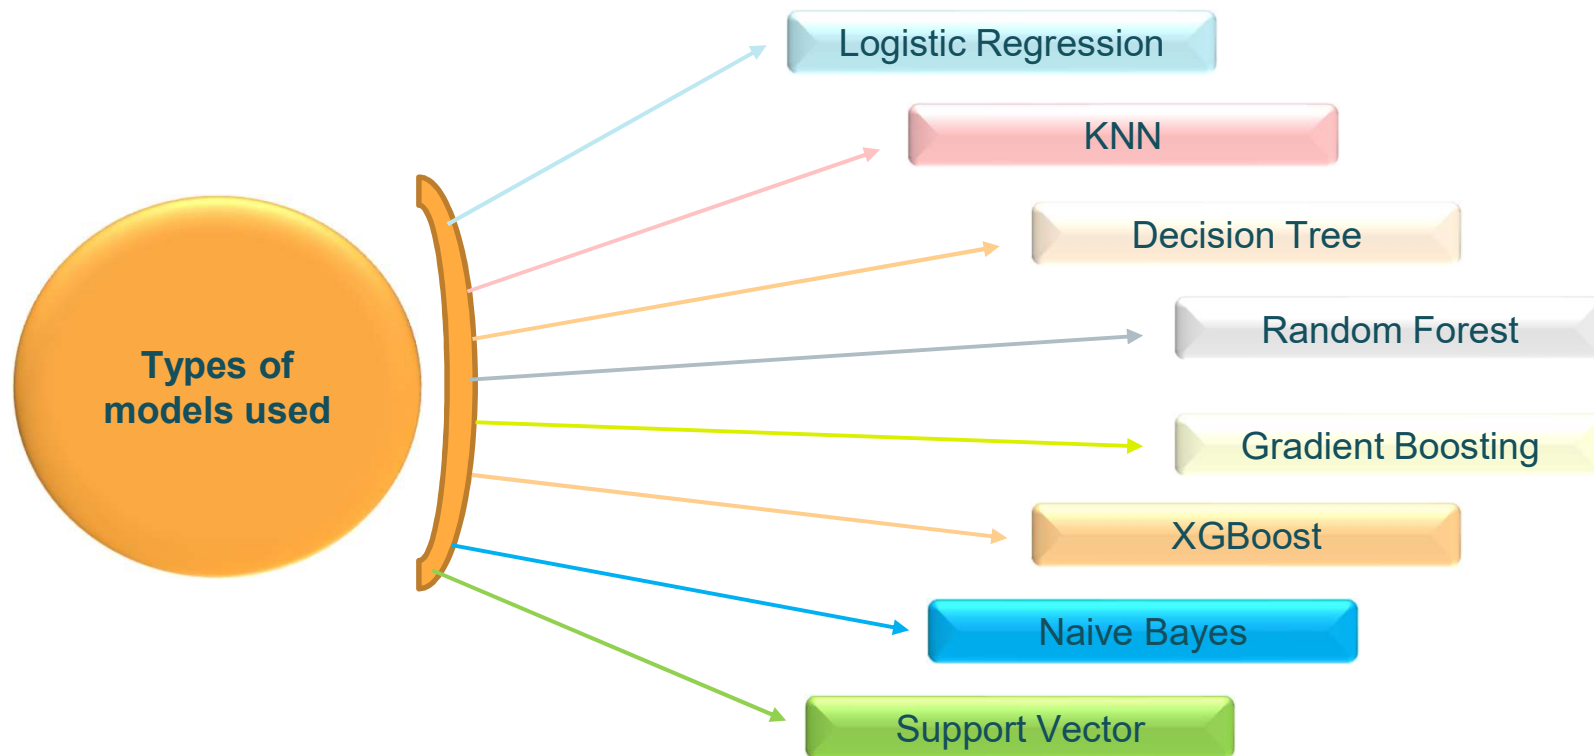 Logistic Regression
KNN
Decision Tree
Random Forest
Types of
models used
Gradient Boosting
XGBoost
Naive Bayes
Support Vector